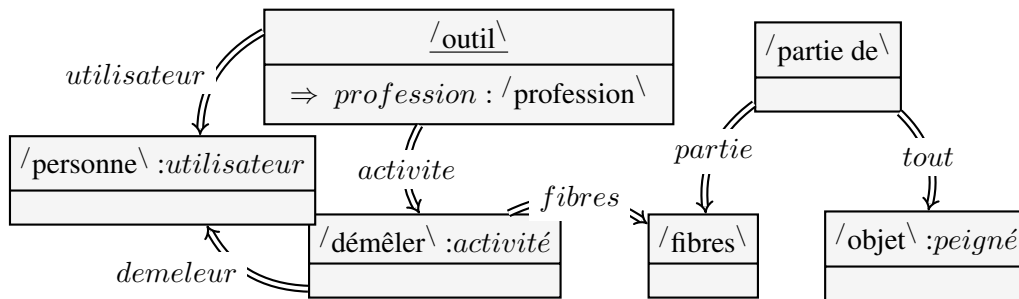 /outil\
/partie de\
utilisateur
⇒ profession : /profession\
/personne\ :utilisateur
activite
partie
tout
fibres
/démêler\ :activité
/fibres\
/objet\ :peigné
demeleur